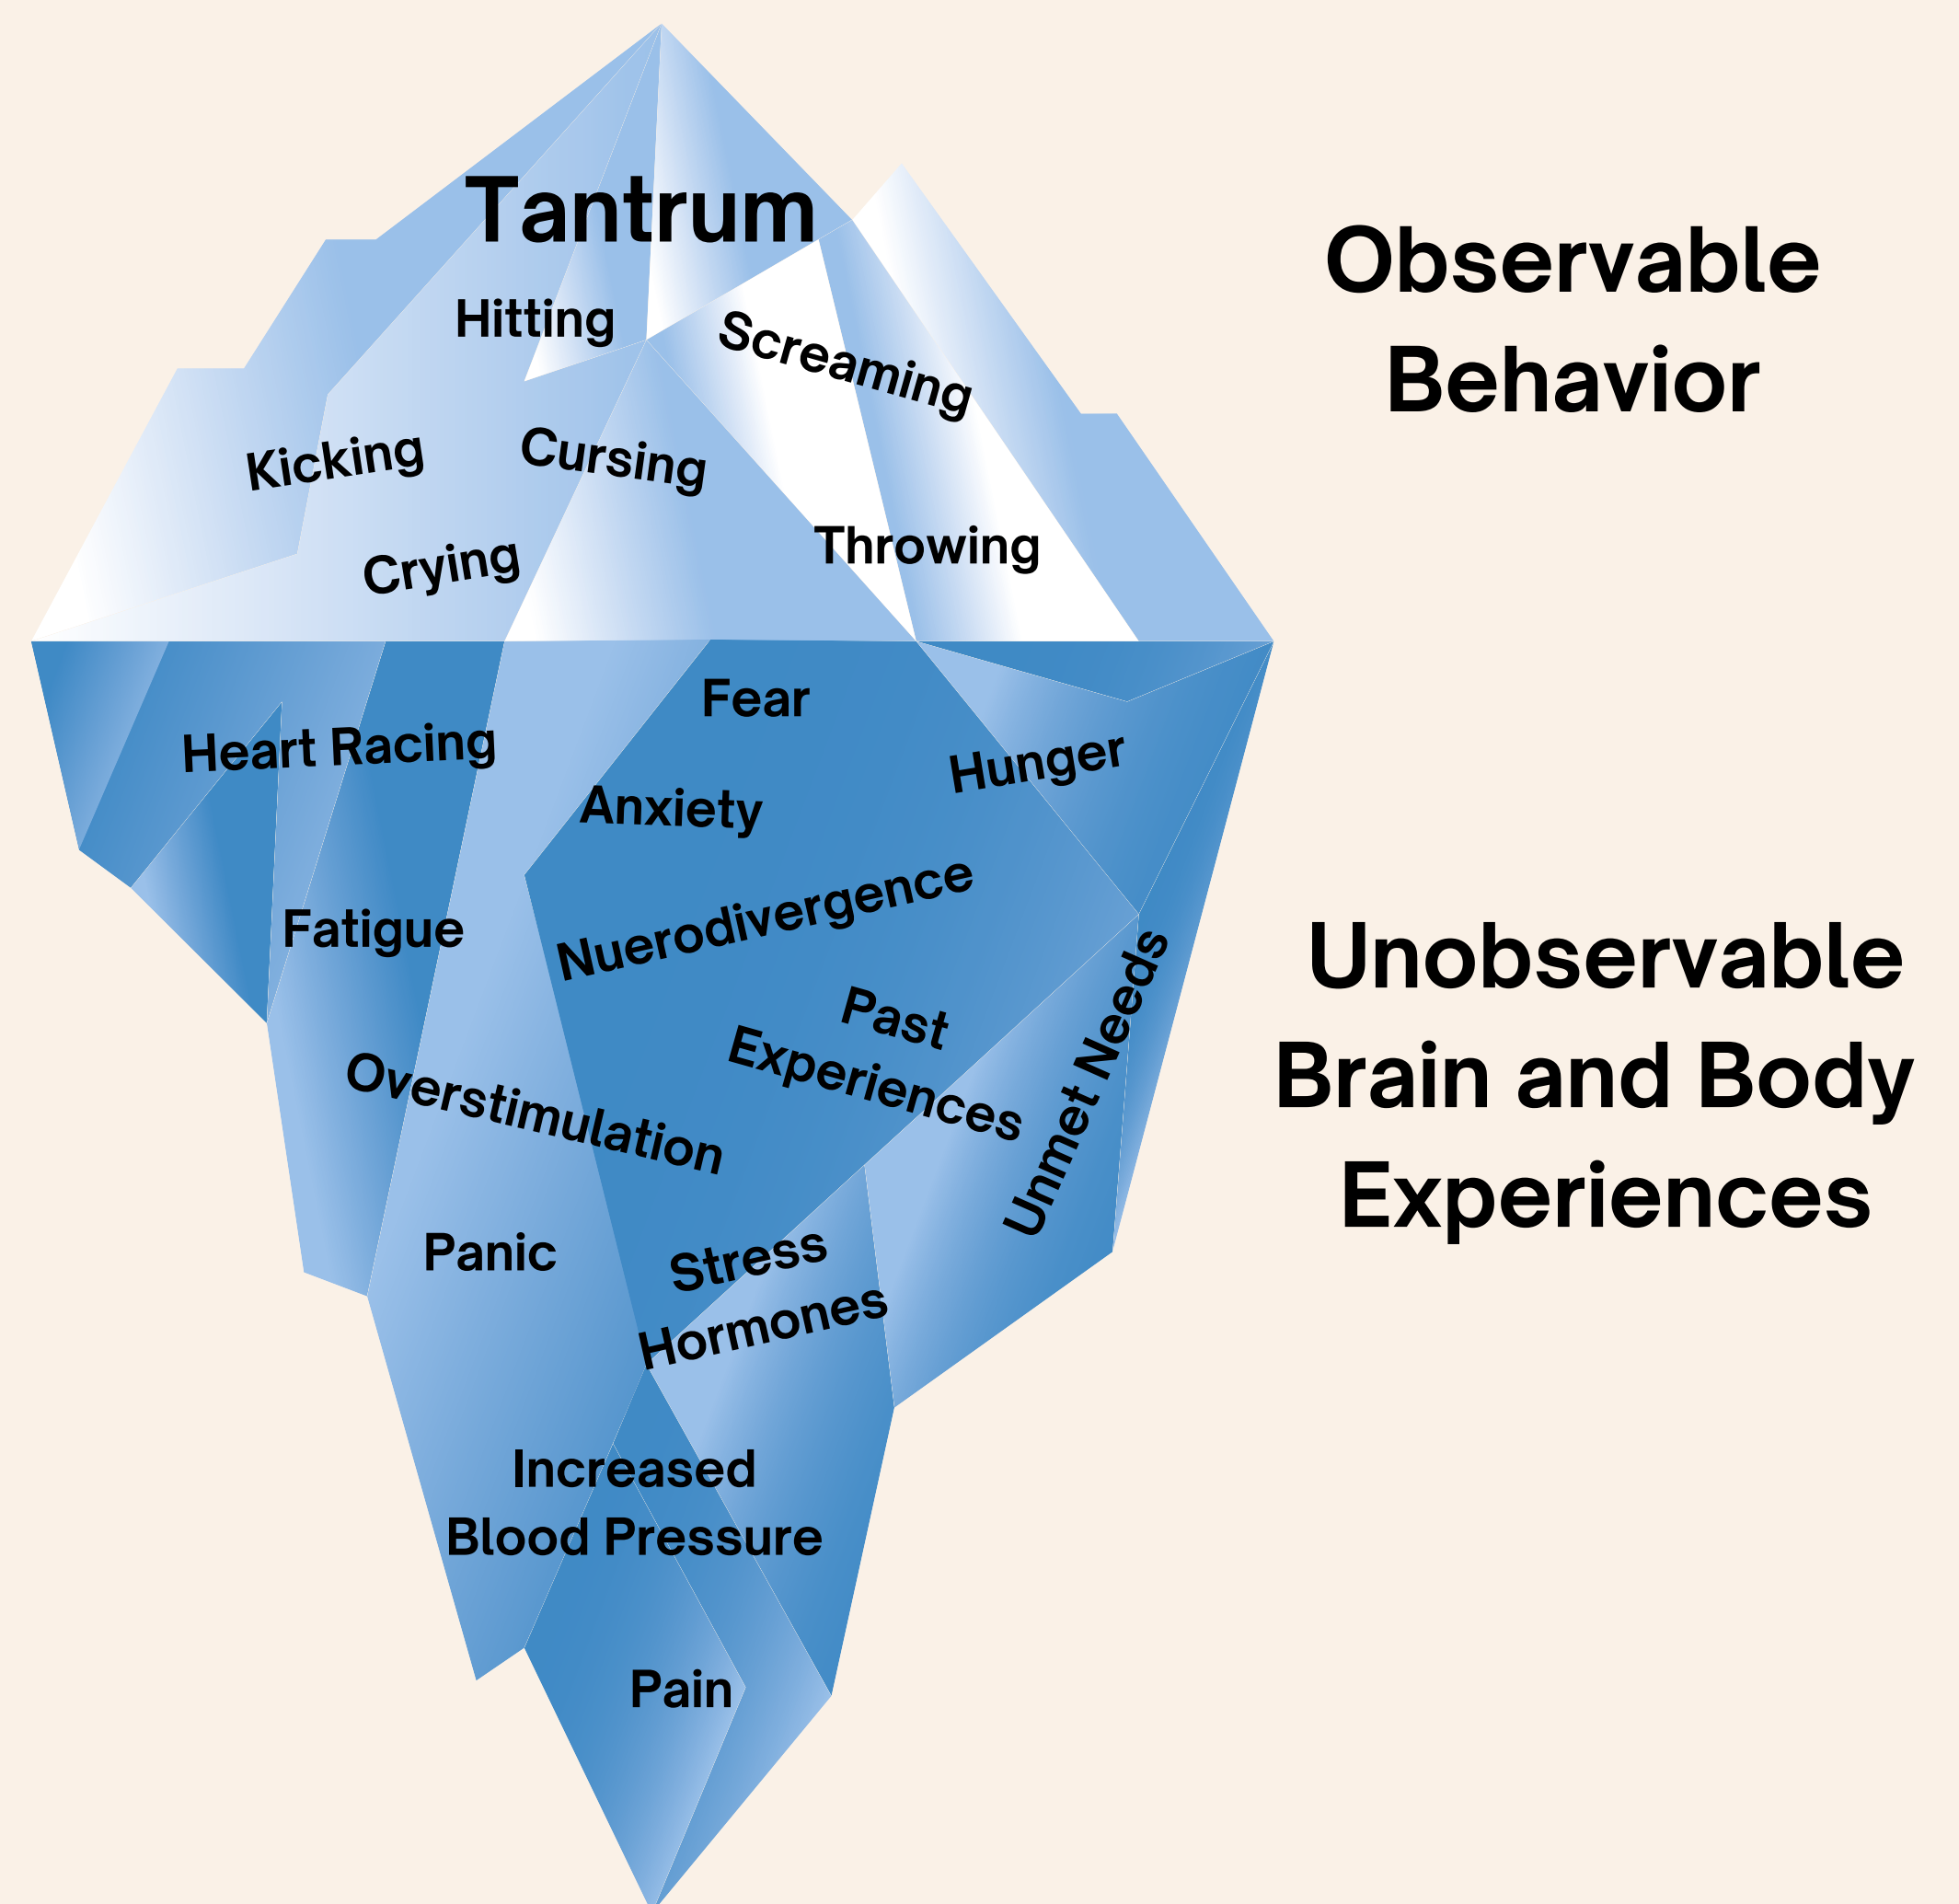 Tantrum
Observable
Behavior
Hitting
Screaming
Kicking
Cursing
Crying
Throwing
Fear
Heart Racing
Hunger
Anxiety
Nuerodivergence
Fatigue
Unobservable
Brain and Body
Experiences
Past
Experiences
Unmet Needs
Overstimulation
Panic
Stress
Hormones
Increased
Blood Pressure
Pain